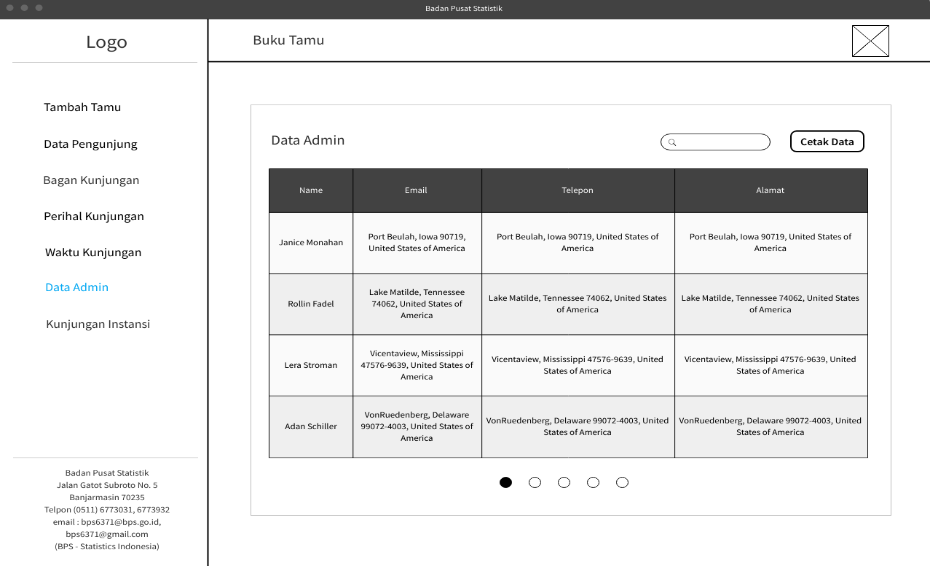 Badan Pusat Statistik
Logo
Buku Tamu
Tambah Tamu
Data Pengunjung
Bagan Kunjungan
Perihal Kunjungan
Waktu Kunjungan
Data Admin
Kunjungan Instansi
Badan Pusat Statistik
Jalan Gatot Subroto No. 5
Banjarmasin 70235
Telpon (0511) 6773031, 6773932
email : bps6371@bps.go.id,
bps6371@gmail.com
(BPS - Statistics Indonesia)
Data Admin
Cetak Data
Name Email Telepon Alamat
Janice Monahan
Port Beulah, Iowa 90719,
United States of America
Port Beulah, Iowa 90719, United States of
America
Port Beulah, Iowa 90719, United States of
America
Rollin Fadel
Lake Matilde, Tennessee
74062, United States of
America
Lake Matilde, Tennessee 74062, United States
of America
Lake Matilde, Tennessee 74062, United States
of America
Lera Stroman
Vicentaview, Mississippi
47576-9639, United States of
America
Vicentaview, Mississippi 47576-9639, United
States of America
Vicentaview, Mississippi 47576-9639, United
States of America
Adan Schiller
VonRuedenberg, Delaware
99072-4003, United States of
America
VonRuedenberg, Delaware 99072-4003, United
States of America
VonRuedenberg, Delaware 99072-4003, United
States of America